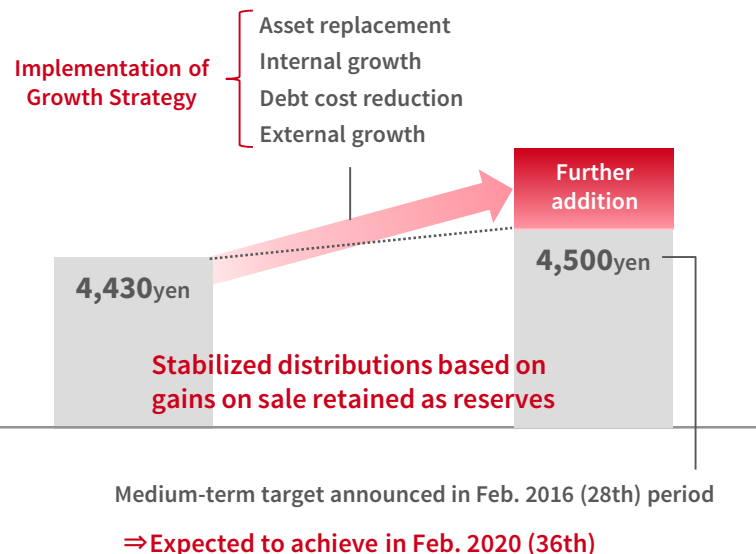 Implementation of
Growth Strategy
Asset replacement
Internal growth
Debt cost reduction
External growth
Further
addition
4,430yen
4,500yen
Stabilized distributions based on
gains on sale retained as reserves
Medium-term target announced in Feb. 2016 (28th) period
⇒Expected to achieve in Feb. 2020 (36th)